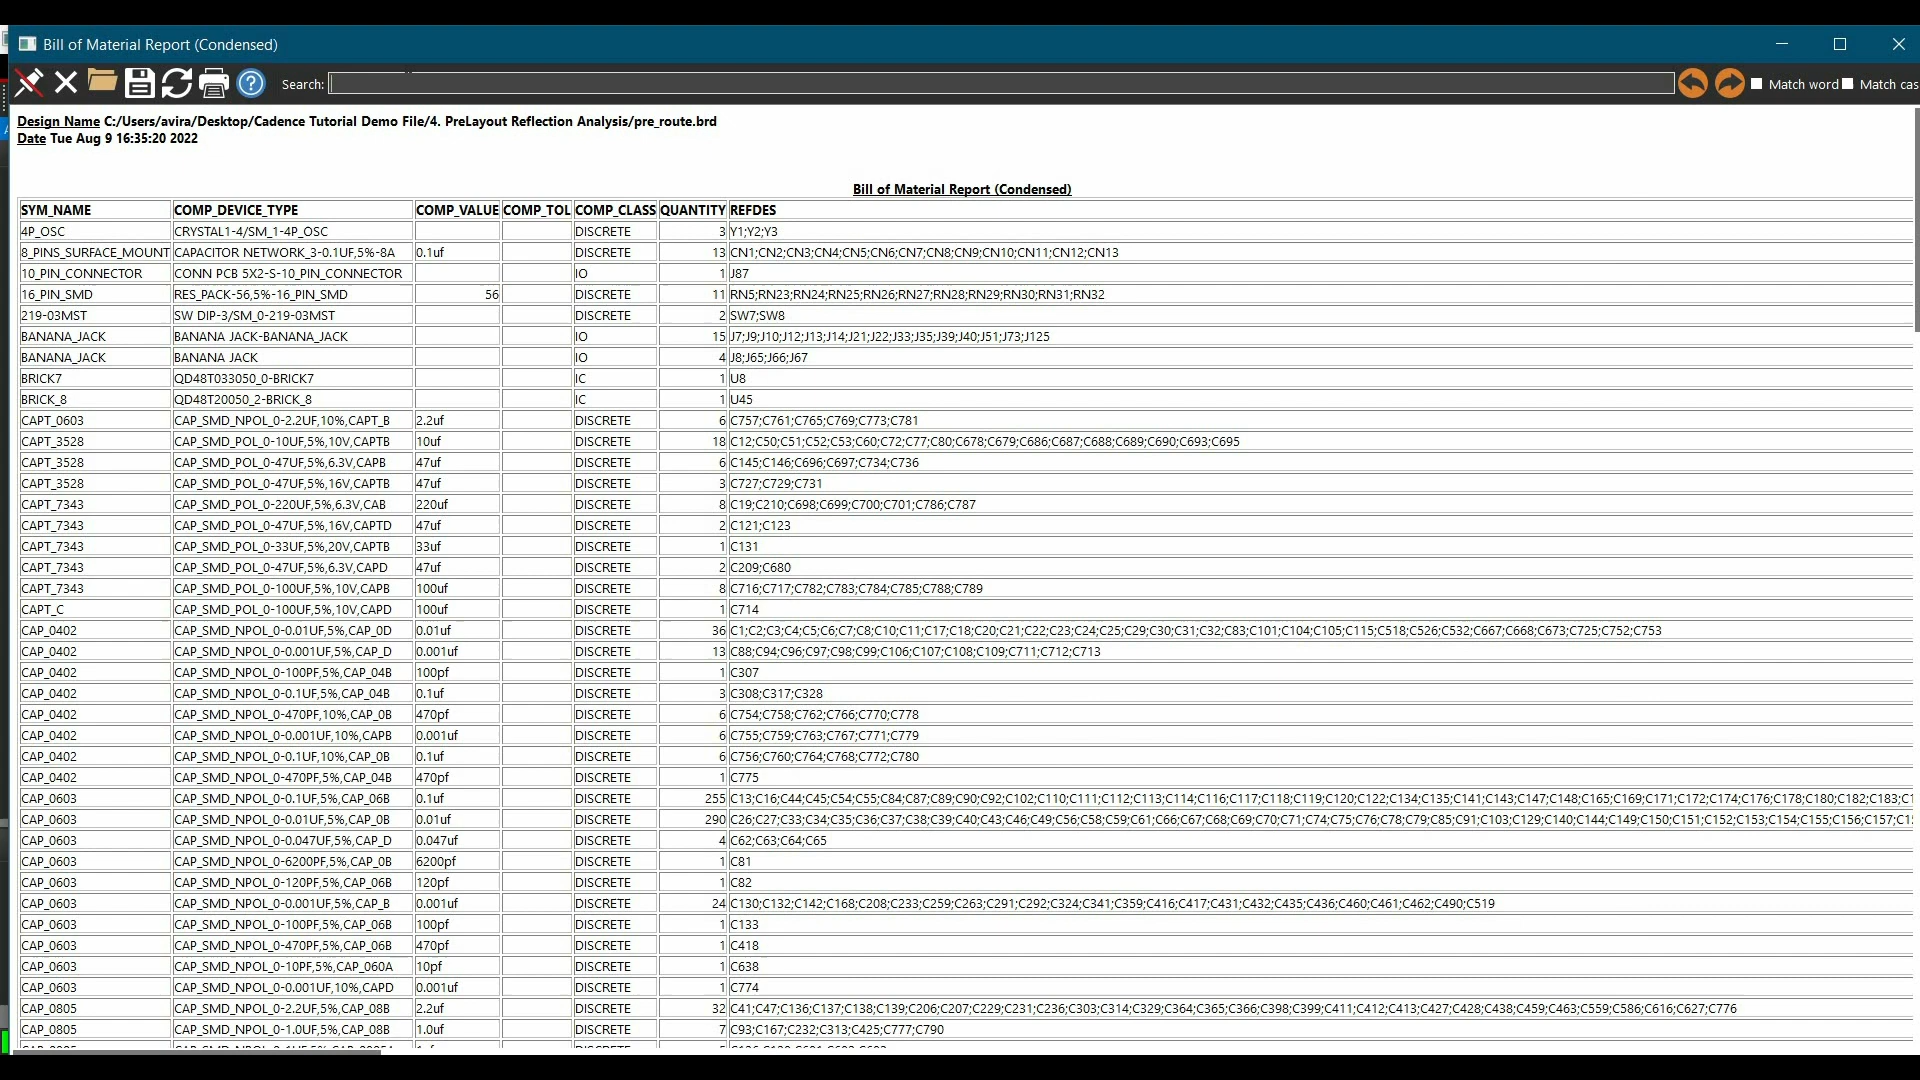 Bill of Material Report (Condensed)
Search: Match word Match cas
Design Name C:/Users/avira/Desktop/Cadence Tutorial Demo File/4. PreLayout Reflection Analysis/pre_route.brd
Date Tue Aug 9 16:35:20 2022
Bill of Material Report (Condensed)
SYM_NAME COMP_DEVICE_TYPE COMP_VALUE COMP_TOL COMP_CLASS QUANTITY REFDES
4P_OSC CRYSTAL1-4/SM_1-4P_OSC DISCRETE 3 Y1;Y2;Y3
8_PINS_SURFACE_MOUNT CAPACITOR NETWORK_3-0.1UF,5%-8A 0.1uf DISCRETE 13 CN1;CN2;CN3;CN4;CN5;CN6;CN7;CN8;CN9;CN10;CN11;CN12;CN13
10_PIN_CONNECTOR CONN PCB 5X2-S-10_PIN_CONNECTOR IO 1 J87
16_PIN_SMD RES_PACK-56,5%-16_PIN_SMD 56 DISCRETE 11 RN5;RN23;RN24;RN25;RN26;RN27;RN28;RN29;RN30;RN31;RN32
219-03MST SW DIP-3/SM_0-219-03MST DISCRETE 2 SW7;SW8
BANANA_JACK BANANA JACK-BANANA_JACK IO 15 J7;J9;J10;J12;J13;J14;J21;J22;J33;J35;J39;J40;J51;J73;J125
BANANA_JACK BANANA JACK IO 4 J8;J65;J66;J67
BRICK7 QD48T033050_0-BRICK7 IC 1 U8
BRICK_8 QD48T20050_2-BRICK_8 IC 1 U45
CAPT_0603 CAP_SMD_NPOL_0-2.2UF,10%,CAPT_B 2.2uf DISCRETE 6 C757;C761;C765;C769;C773;C781
CAPT_3528 CAP_SMD_POL_0-10UF,5%,10V,CAPTB 10uf DISCRETE 18 C12;C50;C51;C52;C53;C60;C72;C77;C80;C678;C679;C686;C687;C688;C689;C690;C693;C695
CAPT_3528 CAP_SMD_POL_0-47UF,5%,6.3V,CAPB 47uf DISCRETE 6 C145;C146;C696;C697;C734;C736
CAPT_3528 CAP_SMD_POL_0-47UF,5%,16V,CAPTB 47uf DISCRETE 3 C727;C729;C731
CAPT_7343 CAP_SMD_POL_0-220UF,5%,6.3V,CAB 220uf DISCRETE 8 C19;C210;C698;C699;C700;C701;C786;C787
CAPT_7343 CAP_SMD_POL_0-47UF,5%,16V,CAPTD 47uf DISCRETE 2 C121;C123
CAPT_7343 CAP_SMD_POL_0-33UF,5%,20V,CAPTB 33uf DISCRETE 1 C131
CAPT_7343 CAP_SMD_POL_0-47UF,5%,6.3V,CAPD 47uf DISCRETE 2 C209;C680
CAPT_7343 CAP_SMD_POL_0-100UF,5%,10V,CAPB 100uf DISCRETE 8 C716;C717;C782;C783;C784;C785;C788;C789
CAPT_C CAP_SMD_POL_0-100UF,5%,10V,CAPD 100uf DISCRETE 1 C714
CAP_0402 CAP_SMD_NPOL_0-0.01UF,5%,CAP_0D 0.01uf DISCRETE 36 C1;C2;C3;C4;C5;C6;C7;C8;C10;C11;C17;C18;C20;C21;C22;C23;C24;C25;C29;C30;C31;C32;C83;C101;C104;C105;C115;C518;C526;C532;C667;C668;C673;C725;C752;C753
CAP_0402 CAP_SMD_NPOL_0-0.001UF,5%,CAP_D 0.001uf DISCRETE 13 C88;C94;C96;C97;C98;C99;C106;C107;C108;C109;C711;C712;C713
CAP_0402 CAP_SMD_NPOL_0-100PF,5%,CAP_04B 100pf DISCRETE 1 C307
CAP_0402 CAP_SMD_NPOL_0-0.1UF,5%,CAP_04B 0.1uf DISCRETE 3 C308;C317;C328
CAP_0402 CAP_SMD_NPOL_0-470PF,10%,CAP_0B 470pf DISCRETE 6 C754;C758;C762;C766;C770;C778
CAP_0402 CAP_SMD_NPOL_0-0.001UF,10%,CAPB 0.001uf DISCRETE 6 C755;C759;C763;C767;C771;C779
CAP_0402 CAP_SMD_NPOL_0-0.1UF,10%,CAP_0B 0.1uf DISCRETE 6 C756;C760;C764;C768;C772;C780
CAP_0402 CAP_SMD_NPOL_0-470PF,5%,CAP_04B 470pf DISCRETE 1 C775
CAP_0603 CAP_SMD_NPOL_0-0.1UF,5%,CAP_06B 0.1uf DISCRETE 255 C13;C16;C44;C45;C54;C55;C84;C87;C89;C90;C92;C102;C110;C111;C112;C113;C114;C116;C117;C118;C119;C120;C122;C134;C135;C141;C143;C147;C148;C165;C169;C171;C172;C174;C176;C178;C180;C182;C183;C1
CAP_0603 CAP_SMD_NPOL_0-0.01UF,5%,CAP_0B 0.01uf DISCRETE 290 C26;C27;C33;C34;C35;C36;C37;C38;C39;C40;C43;C46;C49;C56;C58;C59;C61;C66;C67;C68;C69;C70;C71;C74;C75;C76;C78;C79;C85;C91;C103;C129;C140;C144;C149;C150;C151;C152;C153;C154;C155;C156;C157;C1
CAP_0603 CAP_SMD_NPOL_0-0.047UF,5%,CAP_D 0.047uf DISCRETE 4 C62;C63;C64;C65
CAP_0603 CAP_SMD_NPOL_0-6200PF,5%,CAP_0B 6200pf DISCRETE 1 C81
CAP_0603 CAP_SMD_NPOL_0-120PF,5%,CAP_06B 120pf DISCRETE 1 C82
CAP_0603 CAP_SMD_NPOL_0-0.001UF,5%,CAP_B 0.001uf DISCRETE 24 C130;C132;C142;C168;C208;C233;C259;C263;C291;C292;C324;C341;C359;C416;C417;C431;C432;C435;C436;C460;C461;C462;C490;C519
CAP_0603 CAP_SMD_NPOL_0-100PF,5%,CAP_06B 100pf DISCRETE 1 C133
CAP_0603 CAP_SMD_NPOL_0-470PF,5%,CAP_06B 470pf DISCRETE 1 C418
CAP_0603 CAP_SMD_NPOL_0-10PF,5%,CAP_060A 10pf DISCRETE 1 C638
CAP_0603 CAP_SMD_NPOL_0-0.001UF,10%,CAPD 0.001uf DISCRETE 1 C774
CAP_0805 CAP_SMD_NPOL_0-2.2UF,5%,CAP_08B 2.2uf DISCRETE 32 C41;C47;C136;C137;C138;C139;C206;C207;C229;C231;C236;C303;C314;C329;C364;C365;C366;C398;C399;C411;C412;C413;C427;C428;C438;C459;C463;C559;C586;C616;C627;C776
CAP_0805 CAP_SMD_NPOL_0-1.0UF,5%,CAP_08B 1.0uf DISCRETE 7 C93;C167;C232;C313;C425;C777;C790